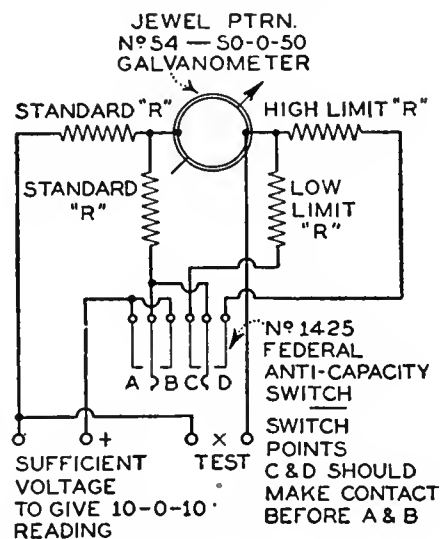 JEWEL PTRN.
Nº 54 — 50-0-50
GALVANOMETER
STANDARD "R"
HIGH LIMIT "R"
STANDARD
"R"
LOW
LIMIT
"R"
A B C D
Nº 1425
FEDERAL
ANTI-CAPACITY
SWITCH
- + X
TEST
SUFFICIENT
VOLTAGE
TO GIVE 10-0-10
READING
SWITCH
POINTS
C & D SHOULD
MAKE CONTACT
BEFORE A & B